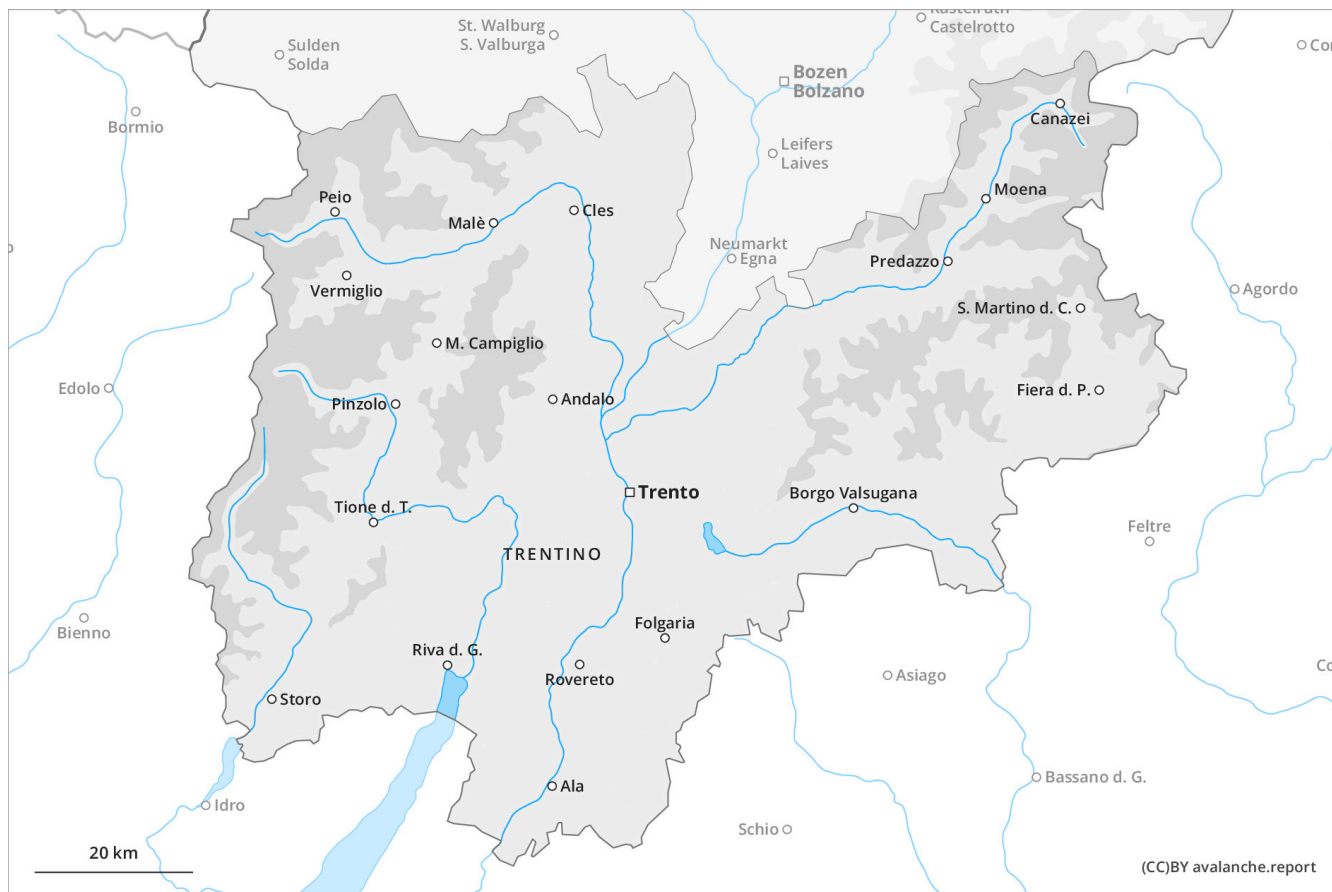 Castelrotto
St. Walburg
S. Valburga
Sulden
Solda
Bozen
Bolzano
Bormio
Canazei
Leifers
Laives
Moena
Peio
Malè
Cles
Neumarkt
Egna
Predazzo
Vermiglio
Agordo
S. Martino d. C.
M. Campiglio
Edolo
Pinzolo
Andalo
Fiera d. P.
Trento
Borgo Valsugana
Tione d. T.
Feltre
TRENTINO
Bienno
Folgaria
Riva d. G.
Rovereto
Asiago
Storo
Bassano d. G.
Ala
Idro
Schio
20 km
(CC)BY avalanche.report